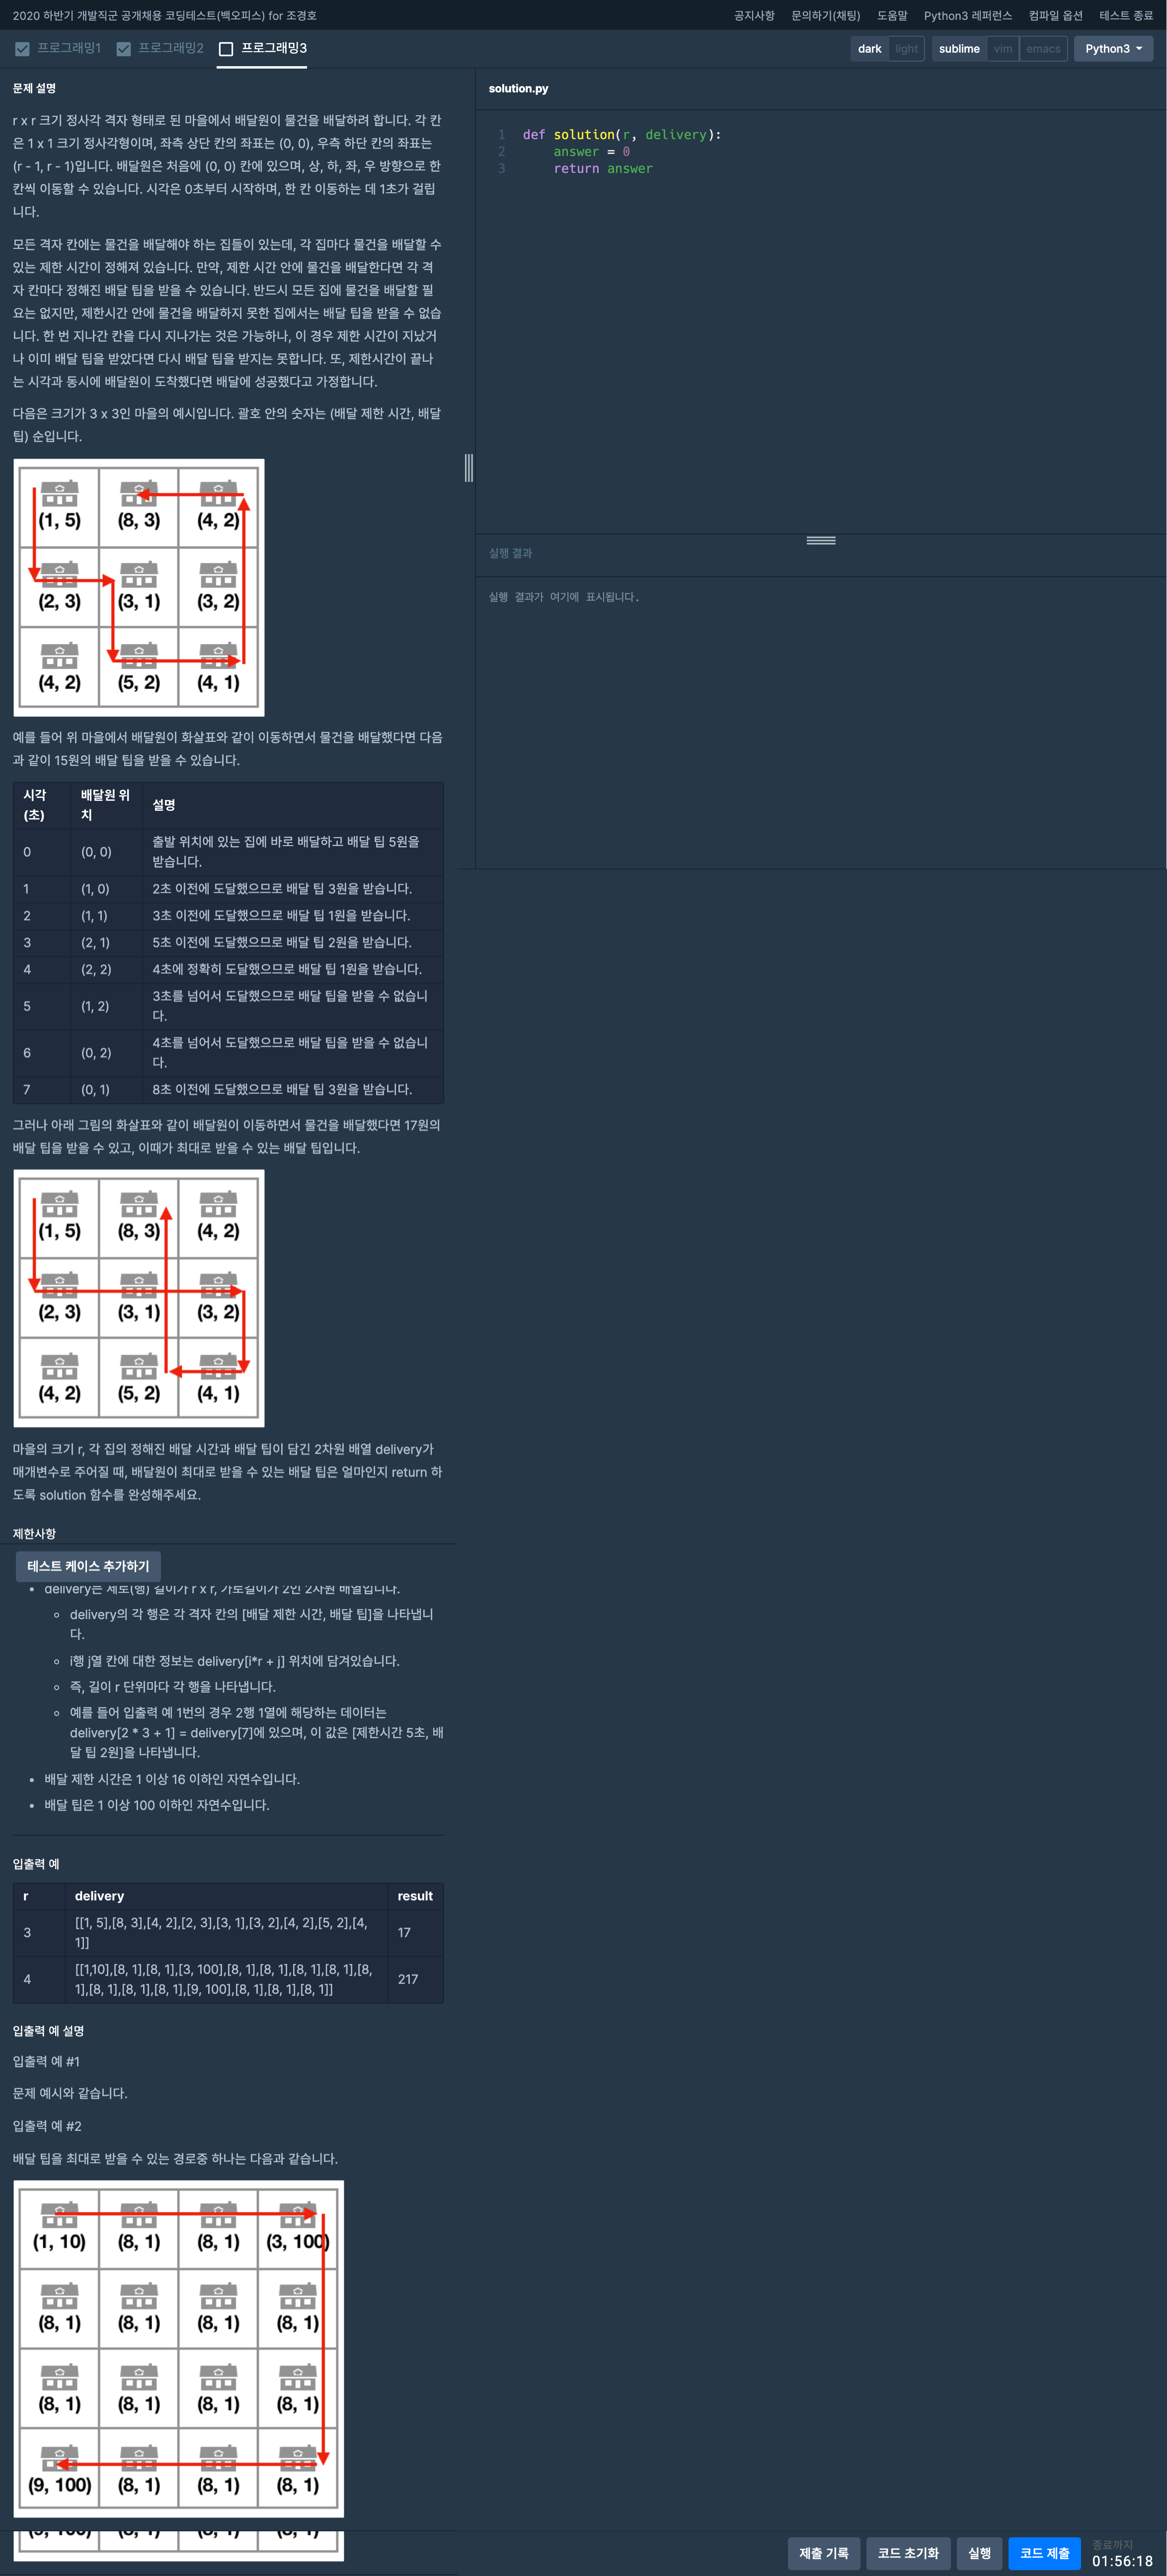 2020 하반기 개발직군 공개채용 코딩테스트(백오피스) for 조경호
공지사항 문의하기(채팅) 도움말 Python3 레퍼런스 컴파일 옵션 테스트 종료
프로그래밍1 프로그래밍2 프로그래밍3
dark light sublime vim emacs Python3
문제 설명
r x r 크기 정사각 격자 형태로 된 마을에서 배달원이 물건을 배달하려 합니다. 각 칸
은 1 x 1 크기 정사각형이며, 좌측 상단 칸의 좌표는 (0, 0), 우측 하단 칸의 좌표는
(r - 1, r - 1)입니다. 배달원은 처음에 (0, 0) 칸에 있으며, 상, 하, 좌, 우 방향으로 한
칸씩 이동할 수 있습니다. 시각은 0초부터 시작하며, 한 칸 이동하는 데 1초가 걸립
니다.
모든 격자 칸에는 물건을 배달해야 하는 집들이 있는데, 각 집마다 물건을 배달할 수
있는 제한 시간이 정해져 있습니다. 만약, 제한 시간 안에 물건을 배달한다면 각 격
자 칸마다 정해진 배달 팁을 받을 수 있습니다. 반드시 모든 집에 물건을 배달할 필
요는 없지만, 제한시간 안에 물건을 배달하지 못한 집에서는 배달 팁을 받을 수 없습
니다. 한 번 지나간 칸을 다시 지나가는 것은 가능하나, 이 경우 제한 시간이 지났거
나 이미 배달 팁을 받았다면 다시 배달 팁을 받지는 못합니다. 또, 제한시간이 끝나
는 시각과 동시에 배달원이 도착했다면 배달에 성공했다고 가정합니다.
다음은 크기가 3 x 3인 마을의 예시입니다. 괄호 안의 숫자는 (배달 제한 시간, 배달
팁) 순입니다.
(1, 5) (8, 3) (4, 2)
(2, 3) (3, 1) (3, 2)
(4, 2) (5, 2) (4, 1)
예를 들어 위 마을에서 배달원이 화살표와 같이 이동하면서 물건을 배달했다면 다음
과 같이 15원의 배달 팁을 받을 수 있습니다.
시각
(초)
배달원 위
치
설명
0 (0, 0) 출발 위치에 있는 집에 바로 배달하고 배달 팁 5원을
받습니다.
1 (1, 0) 2초 이전에 도달했으므로 배달 팁 3원을 받습니다.
2 (1, 1) 3초 이전에 도달했으므로 배달 팁 1원을 받습니다.
3 (2, 1) 5초 이전에 도달했으므로 배달 팁 2원을 받습니다.
4 (2, 2) 4초에 정확히 도달했으므로 배달 팁 1원을 받습니다.
5 (1, 2) 3초를 넘어서 도달했으므로 배달 팁을 받을 수 없습니
다.
6 (0, 2) 4초를 넘어서 도달했으므로 배달 팁을 받을 수 없습니
다.
7 (0, 1) 8초 이전에 도달했으므로 배달 팁 3원을 받습니다.
그러나 아래 그림의 화살표와 같이 배달원이 이동하면서 물건을 배달했다면 17원의
배달 팁을 받을 수 있고, 이때가 최대로 받을 수 있는 배달 팁입니다.
(1, 5) (8, 3) (4, 2)
(2, 3) (3, 1) (3, 2)
(4, 2) (5, 2) (4, 1)
마을의 크기 r, 각 집의 정해진 배달 시간과 배달 팁이 담긴 2차원 배열 delivery가
매개변수로 주어질 때, 배달원이 최대로 받을 수 있는 배달 팁은 얼마인지 return 하
도록 solution 함수를 완성해주세요.
제한사항
테스트 케이스 추가하기
delivery는 세로(행) 길이가 r x r, 가로길이가 2인 2차원 배열입니다.
delivery의 각 행은 각 격자 칸의 [배달 제한 시간, 배달 팁]을 나타냅니
다.
i행 j열 칸에 대한 정보는 delivery[i*r + j] 위치에 담겨있습니다.
즉, 길이 r 단위마다 각 행을 나타냅니다.
예를 들어 입출력 예 1번의 경우 2행 1열에 해당하는 데이터는
delivery[2 * 3 + 1] = delivery[7]에 있으며, 이 값은 [제한시간 5초, 배
달 팁 2원]을 나타냅니다.
배달 제한 시간은 1 이상 16 이하인 자연수입니다.
배달 팁은 1 이상 100 이하인 자연수입니다.
입출력 예
r delivery result
3 [[1, 5],[8, 3],[4, 2],[2, 3],[3, 1],[3, 2],[4, 2],[5, 2],[4,
1]] 17
4 [[1,10],[8, 1],[8, 1],[3, 100],[8, 1],[8, 1],[8, 1],[8, 1],[8,
1],[8, 1],[8, 1],[8, 1],[9, 100],[8, 1],[8, 1],[8, 1]] 217
입출력 예 설명
입출력 예 #1
문제 예시와 같습니다.
입출력 예 #2
배달 팁을 최대로 받을 수 있는 경로중 하나는 다음과 같습니다.
(1, 10) (8, 1) (8, 1) (3, 100)
(8, 1) (8, 1) (8, 1) (8, 1)
(8, 1) (8, 1) (8, 1) (8, 1)
(9, 100) (8, 1) (8, 1) (8, 1)
solution.py
1 def solution(r, delivery):
2 answer = 0
3 return answer
실행 결과
실행 결과가 여기에 표시됩니다.
제출 기록 코드 초기화 실행 코드 제출 종료까지
01:56:18